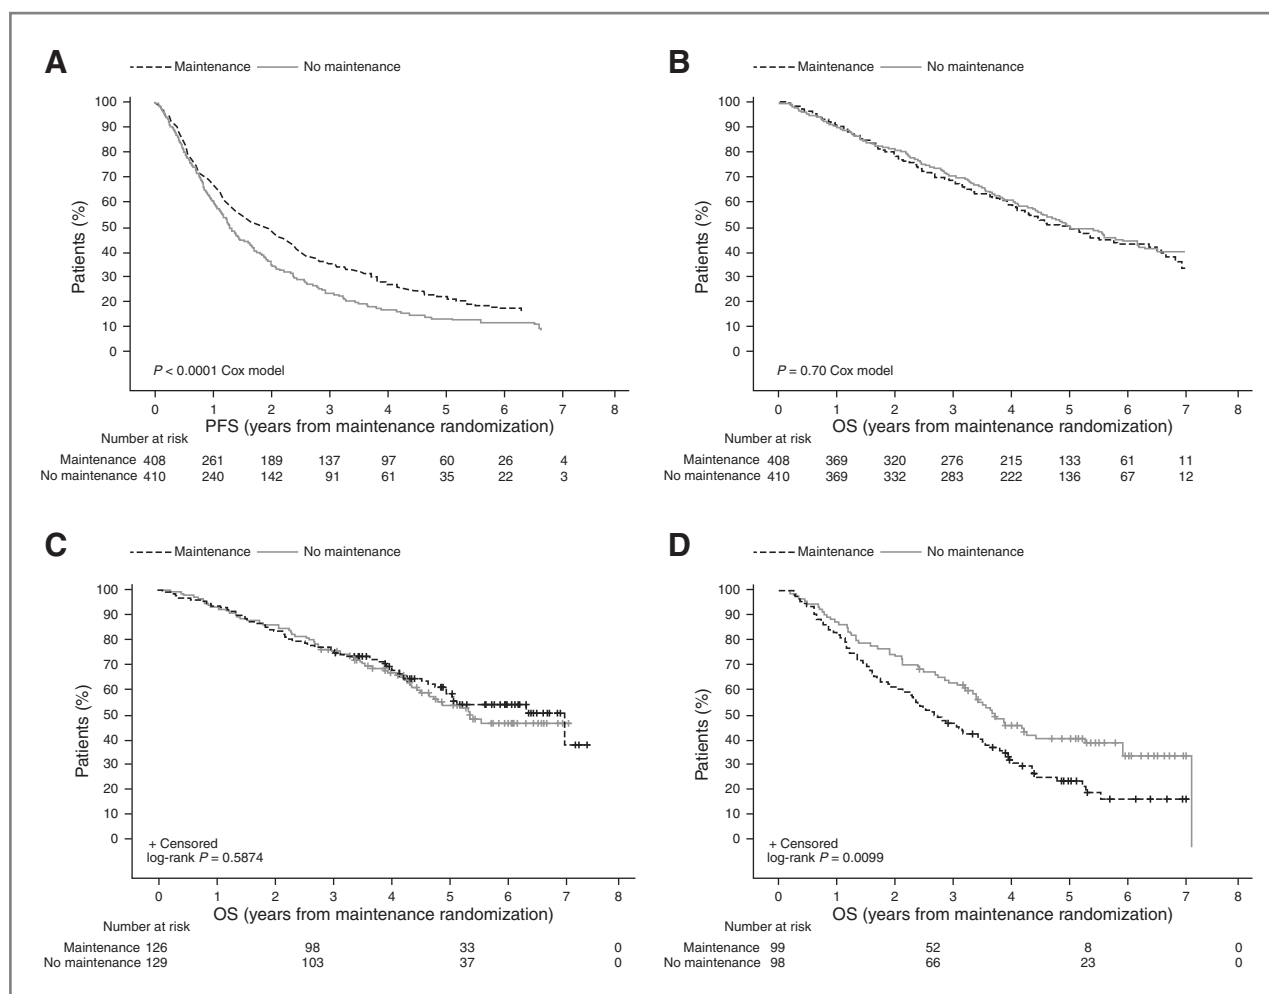 A
Maintenance No maintenance
100
90
80
70
60
50
40
30
20
10
0
Patients (%)
P < 0.0001 Cox model
0 1 2 3 4 5 6 7 8
PFS (years from maintenance randomization)
Number at risk
Maintenance 408 261 189 137 97 60 26 4
No maintenance 410 240 142 91 61 35 22 3
B
Maintenance No maintenance
100
90
80
70
60
50
40
30
20
10
0
Patients (%)
P = 0.70 Cox model
0 1 2 3 4 5 6 7 8
OS (years from maintenance randomization)
Number at risk
Maintenance 408 369 320 276 215 133 61 11
No maintenance 410 369 332 283 222 136 67 12
C
Maintenance No maintenance
100
90
80
70
60
50
40
30
20
10
0
Patients (%)
+ Censored
log-rank P = 0.5874
0 1 2 3 4 5 6 7 8
OS (years from maintenance randomization)
Number at risk
Maintenance 126 98 33 0
No maintenance 129 103 37 0
D
Maintenance No maintenance
100
90
80
70
60
50
40
30
20
10
0
Patients (%)
+ Censored
log-rank P = 0.0099
0 1 2 3 4 5 6 7 8
OS (years from maintenance randomization)
Number at risk
Maintenance 99 52 8 0
No maintenance 98 66 23 0